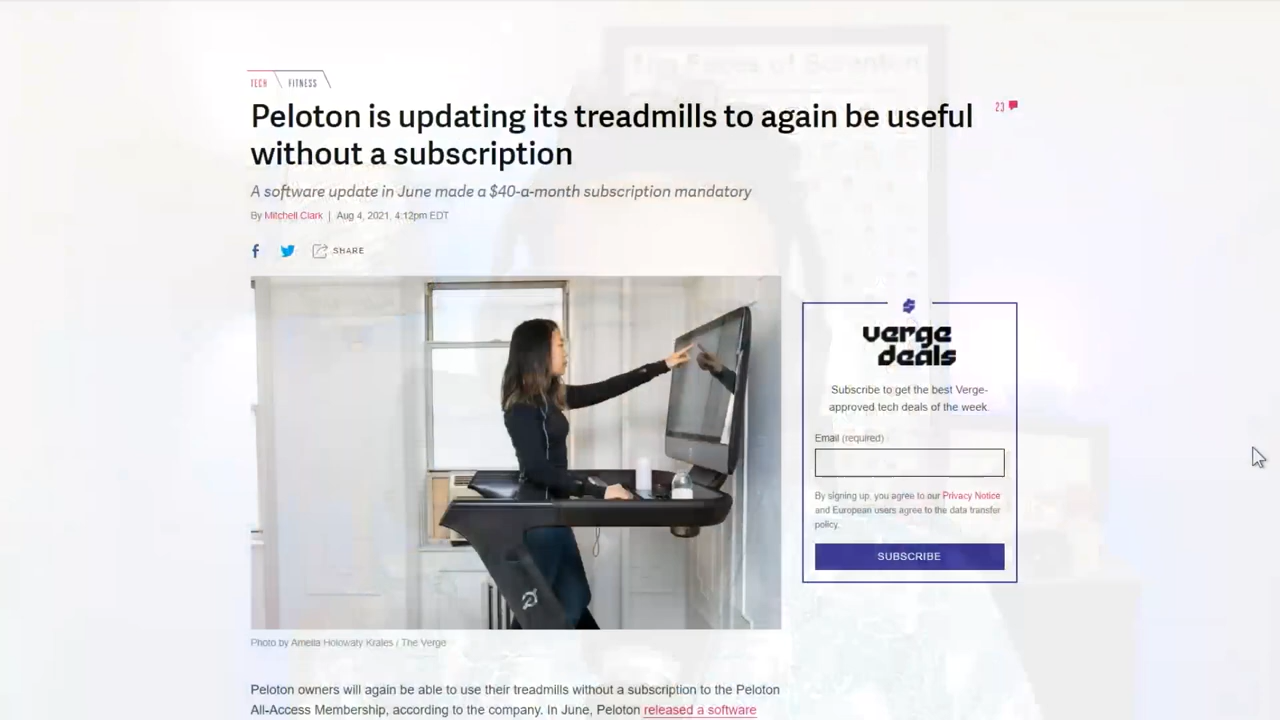 The Faces of Scranton
TECH
FITNESS
Peloton is updating its treadmills to again be useful
without a subscription
23
A software update in June made a $40-a-month subscription mandatory
By Mitchell Clark | Aug 4, 2021, 4:12pm EDT
SHARE
verge
deals
Subscribe to get the best Verge-
approved tech deals of the week.
Email (required)
By signing up, you agree to our Privacy Notice
and European users agree to the data transfer
policy.
SUBSCRIBE
Photo by Amelia Holowaty Krales / The Verge
Peloton owners will again be able to use their treadmills without a subscription to the Peloton
All-Access Membership, according to the company. In June, Peloton released a software